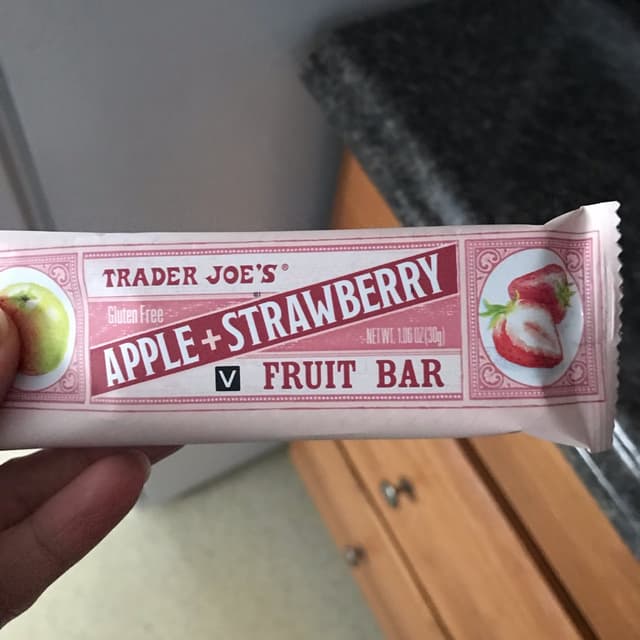 TRADER JOE'S®
Gluten Free
APPLE + STRAWBERRY
NET WT. 1.06 OZ (30g)
V FRUIT BAR